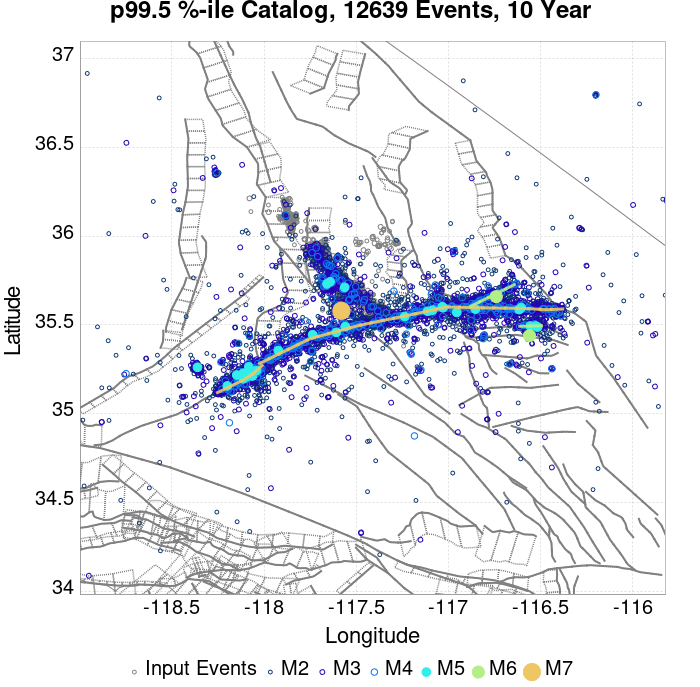 p99.5 %-ile Catalog, 12639 Events, 10 Year
37
36.5
36
35.5
35
34.5
34
Latitude
-118.5 -118 -117.5 -117 -116.5 -116
Longitude
Input Events M2 M3 M4 M5 M6 M7